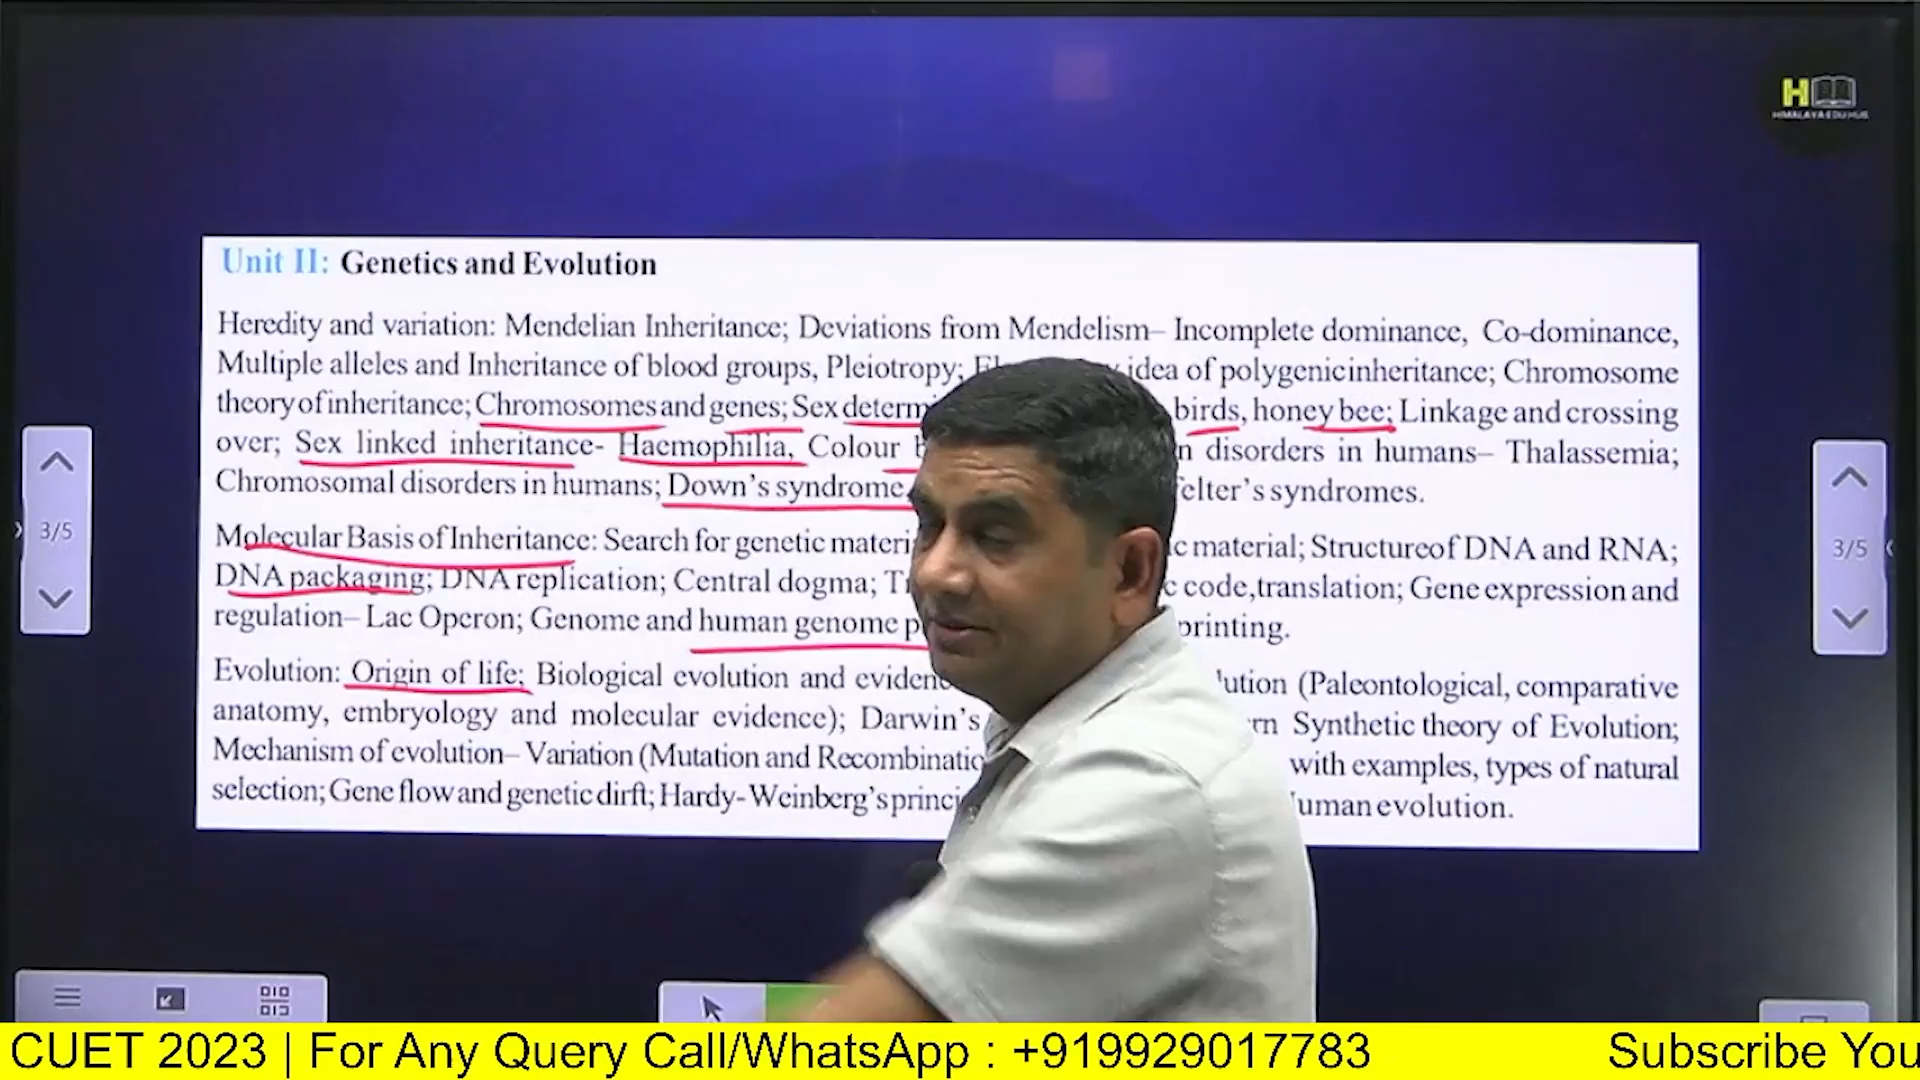 HIMALAYA EDU HUB
Unit II: Genetics and Evolution
Heredity and variation: Mendelian Inheritance; Deviations from Mendelism– Incomplete dominance, Co-dominance,
Multiple alleles and Inheritance of blood groups, Pleiotropy; idea of polygenic inheritance; Chromosome
theory of inheritance; Chromosomes and genes; Sex birds, honey bee; Linkage and crossing
over; Sex linked inheritance- Haemophilia, Colour disorders in humans– Thalassemia;
Chromosomal disorders in humans; Down's syndrome, syndromes.
Molecular Basis of Inheritance: Search for genetic material; Structure of DNA and RNA;
DNA packaging; DNA replication; Central dogma; code, translation; Gene expression and
regulation– Lac Operon; Genome and human genome printing.
Evolution: Origin of life; Biological evolution and (Paleontological, comparative
anatomy, embryology and molecular evidence); Darwin's Synthetic theory of Evolution;
Mechanism of evolution– Variation (Mutation and with examples, types of natural
selection; Gene flow and genetic dirft; Hardy-Weinberg's evolution.
3/5
3/5
CUET 2023 | For Any Query Call/WhatsApp : +919929017783 Subscribe You